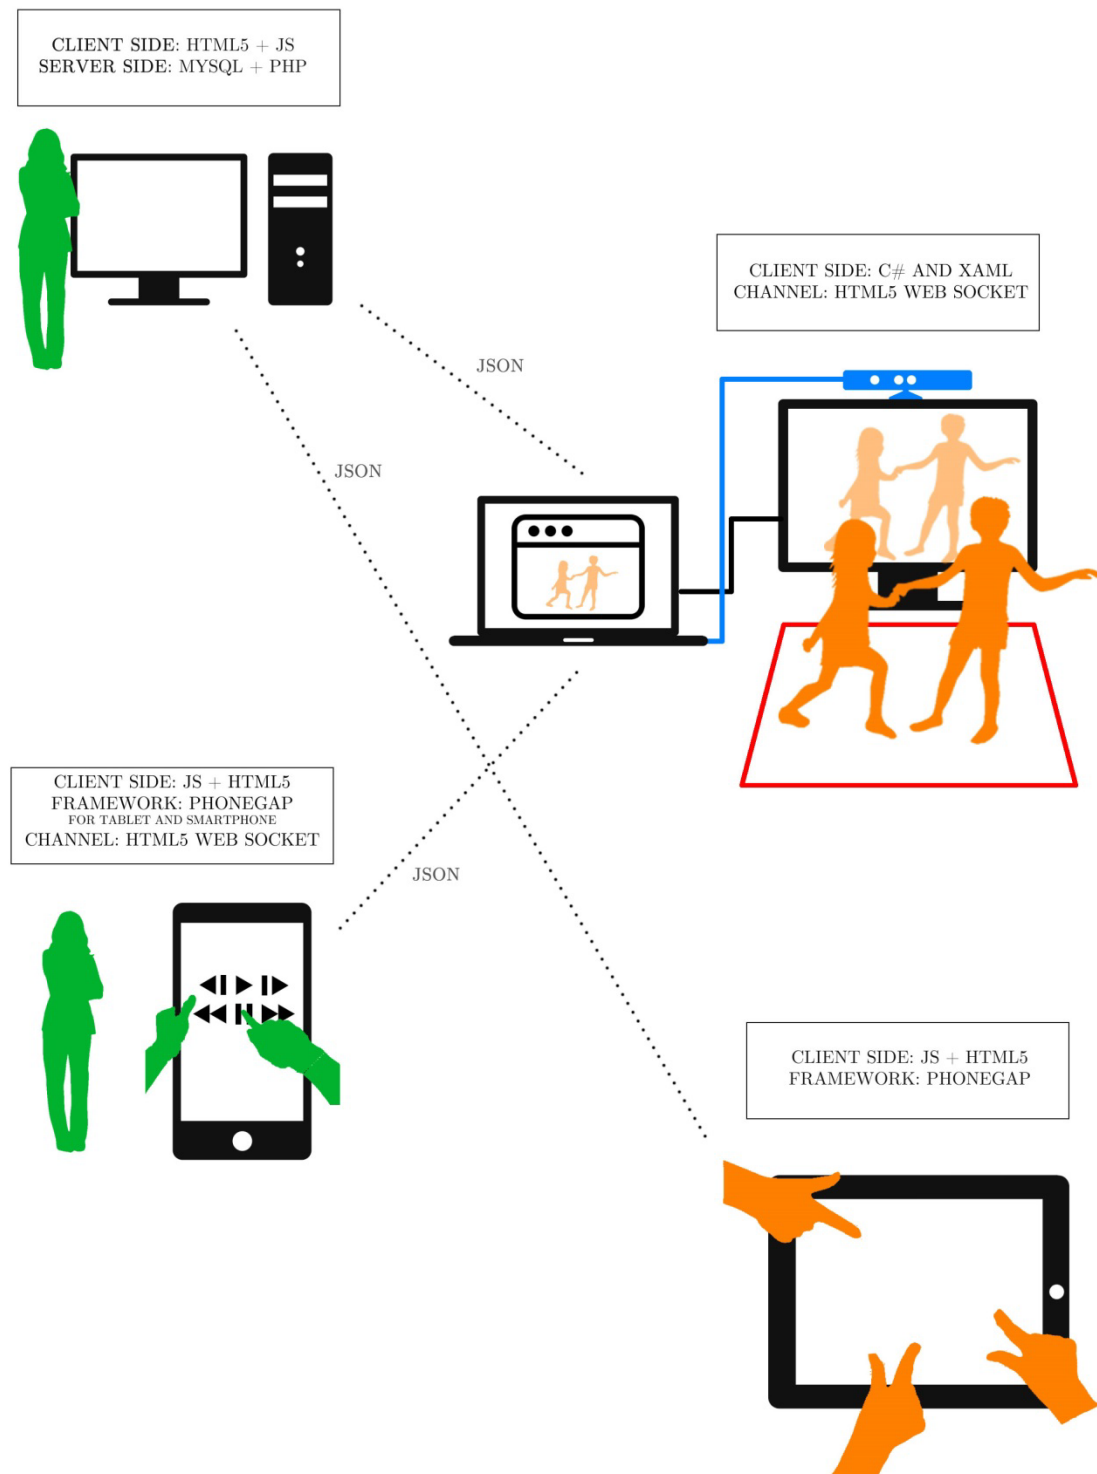 CLIENT SIDE: HTML5 + JS
SERVER SIDE: MYSQL + PHP
CLIENT SIDE: C# AND XAML
CHANNEL: HTML5 WEB SOCKET
JSON
JSON
CLIENT SIDE: JS + HTML5
FRAMEWORK: PHONEGAP
FOR TABLET AND SMARTPHONE
CHANNEL: HTML5 WEB SOCKET
JSON
CLIENT SIDE: JS + HTML5
FRAMEWORK: PHONEGAP